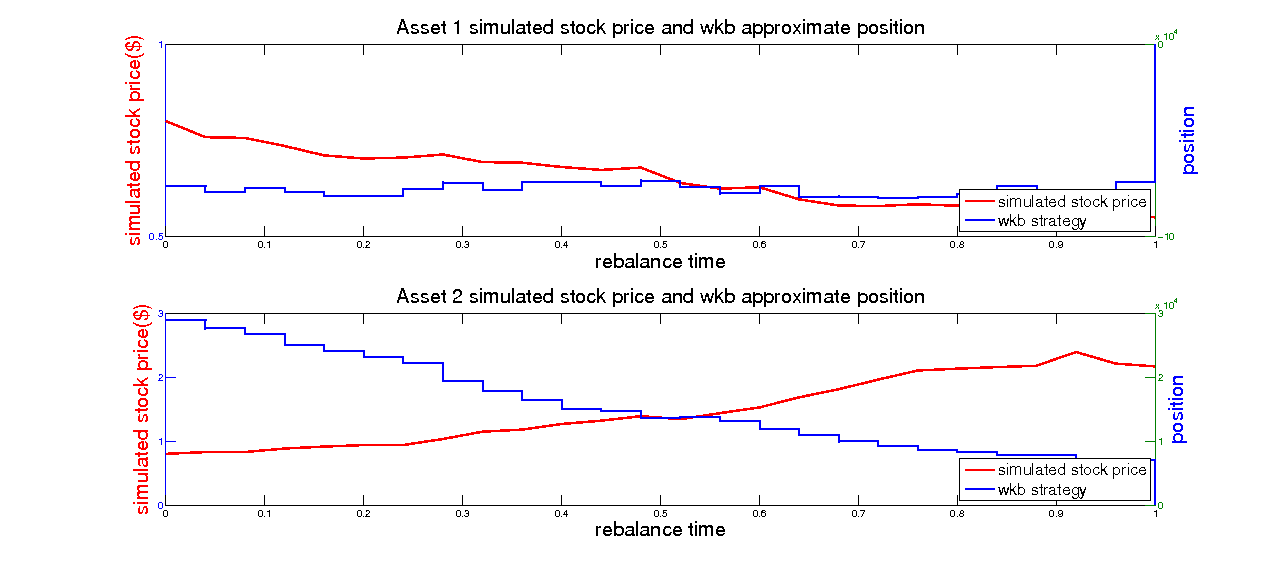 Asset 1 simulated stock price and wkb approximate position
simulated stock price($)
1
0.5
x 10^4
0
-10
position
simulated stock price
wkb strategy
0 0.1 0.2 0.3 0.4 0.5 0.6 0.7 0.8 0.9 1
rebalance time
Asset 2 simulated stock price and wkb approximate position
simulated stock price($)
3
2
1
0
x 10^4
3
2
1
0
position
simulated stock price
wkb strategy
0 0.1 0.2 0.3 0.4 0.5 0.6 0.7 0.8 0.9 1
rebalance time